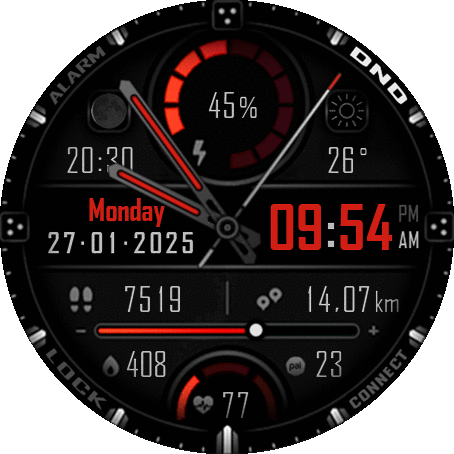 ALARM
DND
45%
20:30
26°
Monday
27·01·2025
09:54
PM
AM
7519
14,07km
- +
408
pai 23
77
LOCK
CONNECT